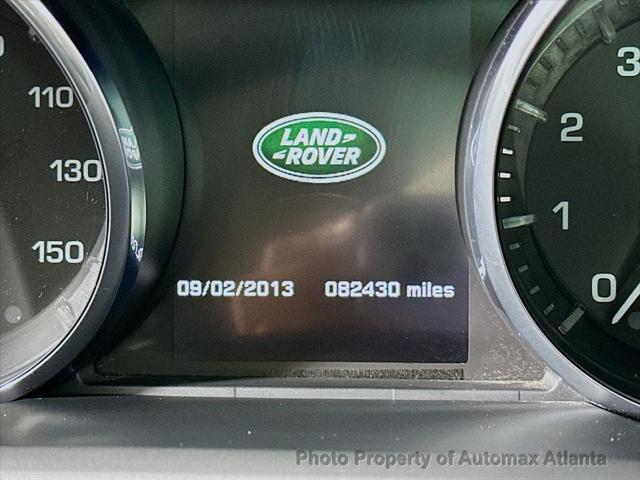 110
130
150
LAND
ROVER
09/02/2013 082430 miles
3
2
1
0
Photo Property of Automax Atlanta